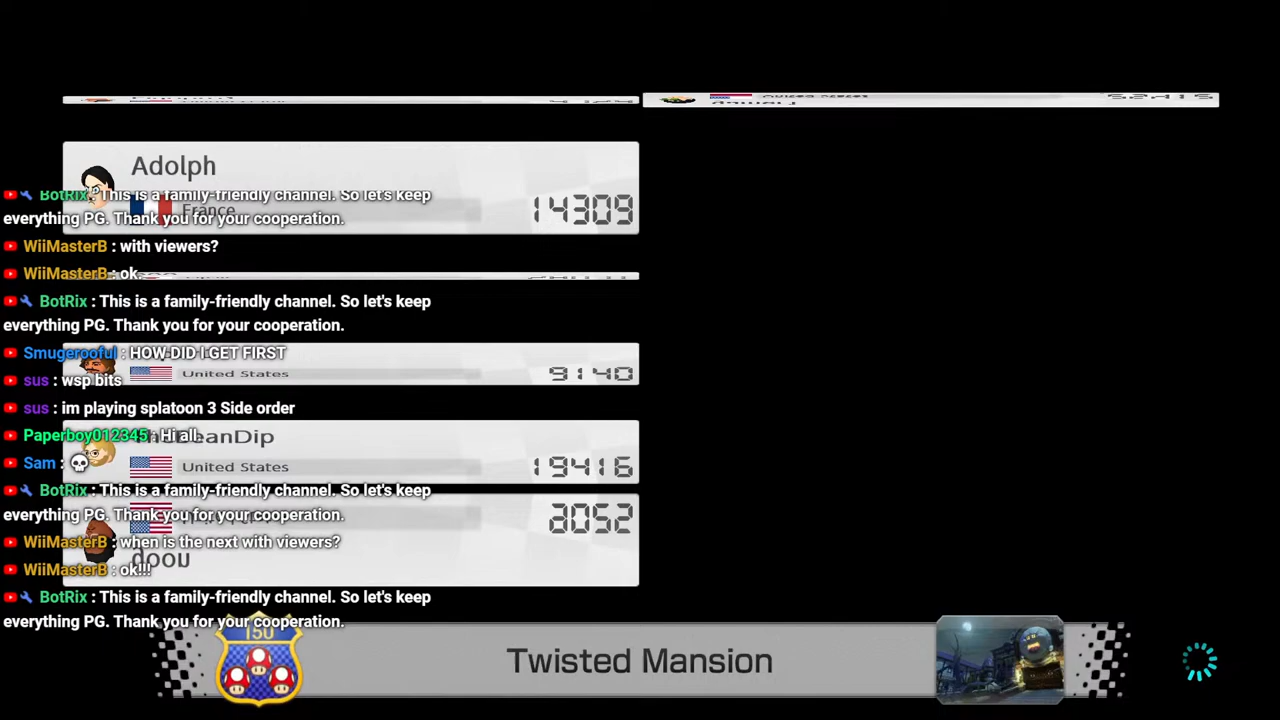 Adolph
France
14309
BotRix : This is a family-friendly channel. So let's keep
everything PG. Thank you for your cooperation.
WiiMasterB : with viewers?
WiiMasterB : ok
BotRix : This is a family-friendly channel. So let's keep
everything PG. Thank you for your cooperation.
Smugerooful : HOW DID I GET FIRST
United States
9140
sus : wsp bits
sus : im playing splatoon 3 Side order
Paperboy012345 : Hi all
Sam : 💀
United States
19416
BotRix : This is a family-friendly channel. So let's keep
everything PG. Thank you for your cooperation.
WiiMasterB : when is the next with viewers?
WiiMasterB : ok!!!
BotRix : This is a family-friendly channel. So let's keep
everything PG. Thank you for your cooperation.
150
Twisted Mansion